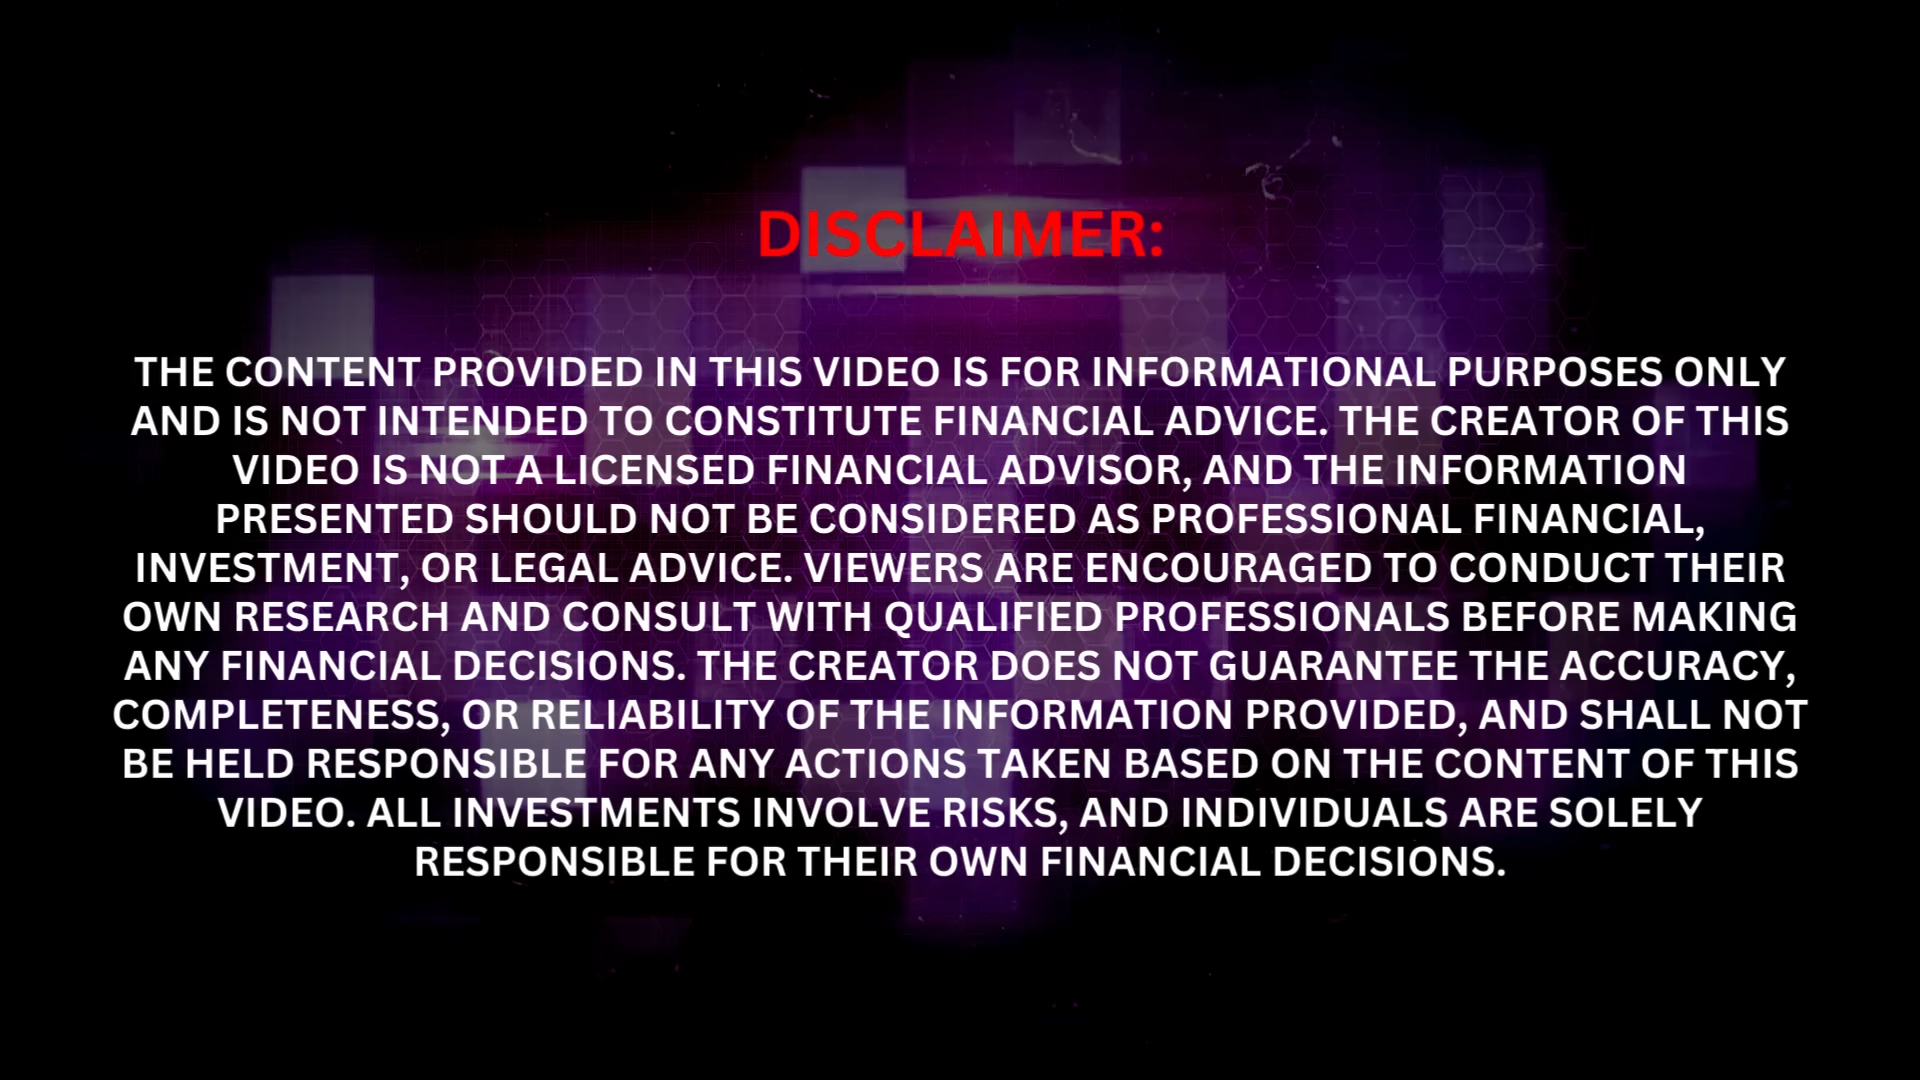 DISCLAIMER:
THE CONTENT PROVIDED IN THIS VIDEO IS FOR INFORMATIONAL PURPOSES ONLY
AND IS NOT INTENDED TO CONSTITUTE FINANCIAL ADVICE. THE CREATOR OF THIS
VIDEO IS NOT A LICENSED FINANCIAL ADVISOR, AND THE INFORMATION
PRESENTED SHOULD NOT BE CONSIDERED AS PROFESSIONAL FINANCIAL,
INVESTMENT, OR LEGAL ADVICE. VIEWERS ARE ENCOURAGED TO CONDUCT THEIR
OWN RESEARCH AND CONSULT WITH QUALIFIED PROFESSIONALS BEFORE MAKING
ANY FINANCIAL DECISIONS. THE CREATOR DOES NOT GUARANTEE THE ACCURACY,
COMPLETENESS, OR RELIABILITY OF THE INFORMATION PROVIDED, AND SHALL NOT
BE HELD RESPONSIBLE FOR ANY ACTIONS TAKEN BASED ON THE CONTENT OF THIS
VIDEO. ALL INVESTMENTS INVOLVE RISKS, AND INDIVIDUALS ARE SOLELY
RESPONSIBLE FOR THEIR OWN FINANCIAL DECISIONS.